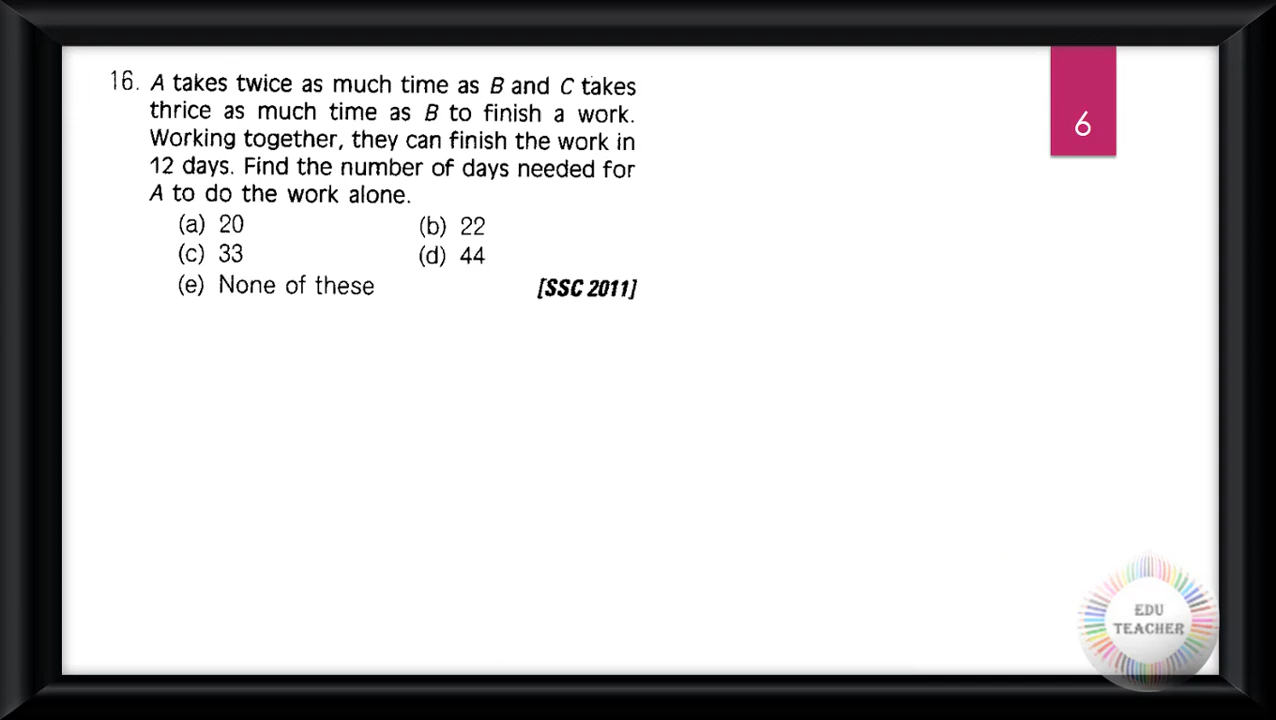 16. A takes twice as much time as B and C takes
thrice as much time as B to finish a work.
Working together, they can finish the work in
12 days. Find the number of days needed for
A to do the work alone.
(a) 20 (b) 22
(c) 33 (d) 44
(e) None of these [SSC 2011]
6
EDU
TEACHER